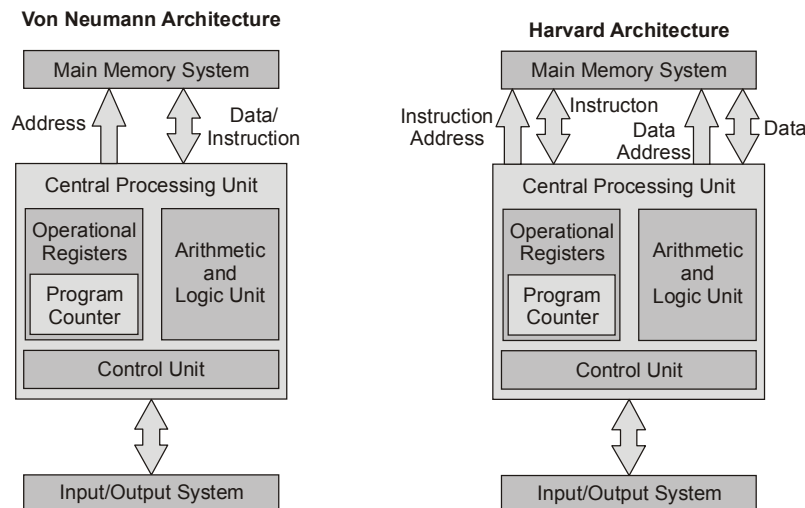 Von Neumann Architecture
Main Memory System
Address
Data/
Instruction
Central Processing Unit
Operational
Registers
Program
Counter
Arithmetic
and
Logic Unit
Control Unit
Input/Output System
Harvard Architecture
Main Memory System
Instruction
Address
Instructon
Data
Address
Data
Central Processing Unit
Operational
Registers
Program
Counter
Arithmetic
and
Logic Unit
Control Unit
Input/Output System